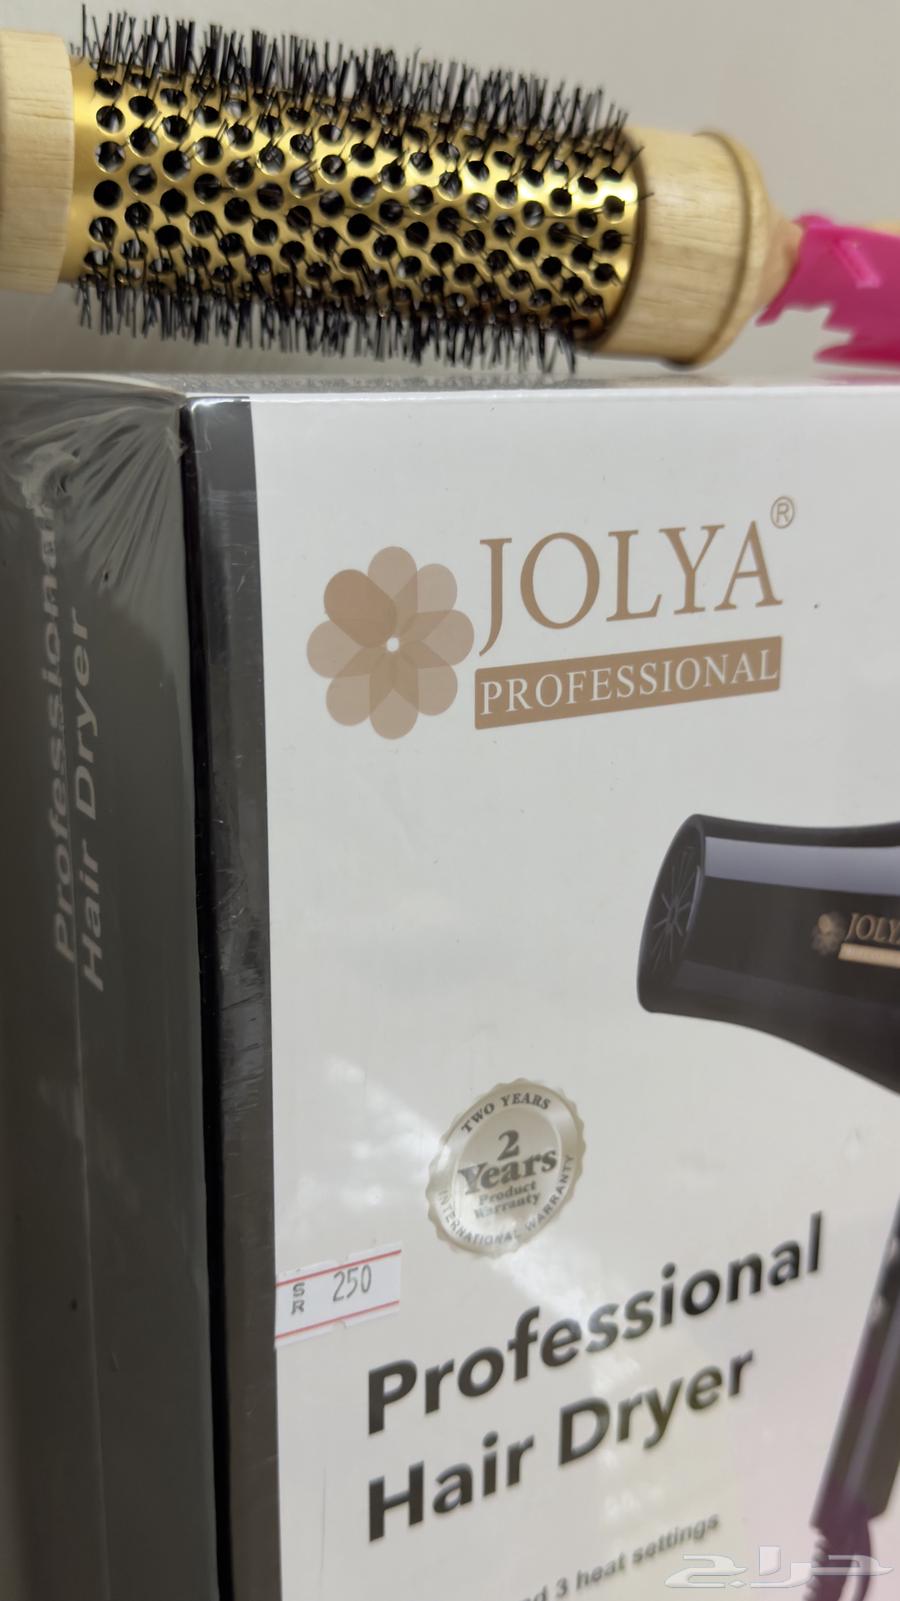 JOLYA®
PROFESSIONAL
Professional
Hair Dryer
JOLYA
TWO YEARS
2
Years
Product
Warranty
INTERNATIONAL WARRANTY
SR 250
Professional
Hair Dryer
3 heat settings
حراج